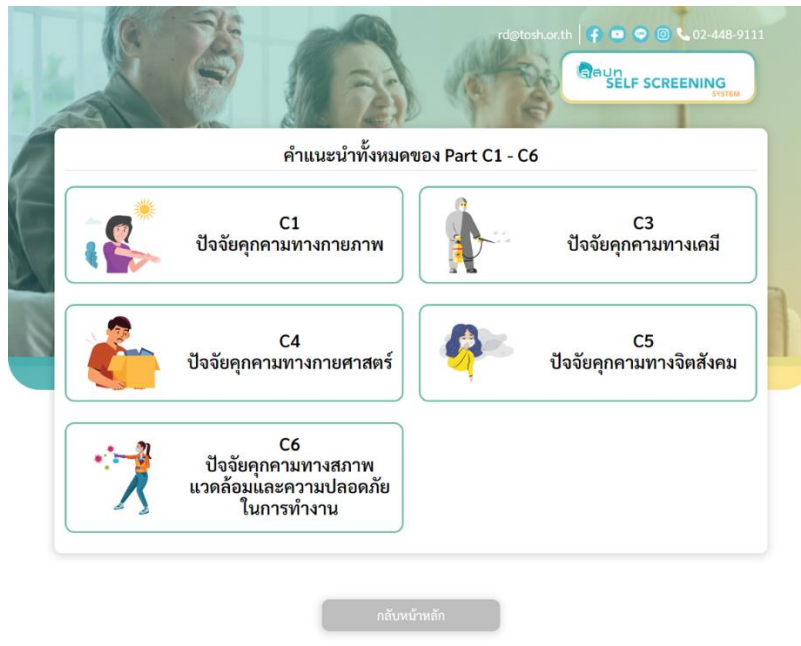 rd@tosh.or.th 02-448-9111
สสปท
SELF SCREENING
SYSTEM
คำแนะนำทั้งหมดของ Part C1 - C6
C1
ปัจจัยคุกคามทางกายภาพ
C3
ปัจจัยคุกคามทางเคมี
C4
ปัจจัยคุกคามทางกายศาสตร์
C5
ปัจจัยคุกคามทางจิตสังคม
C6
ปัจจัยคุกคามทางสภาพ
แวดล้อมและความปลอดภัย
ในการทำงาน
กลับหน้าหลัก